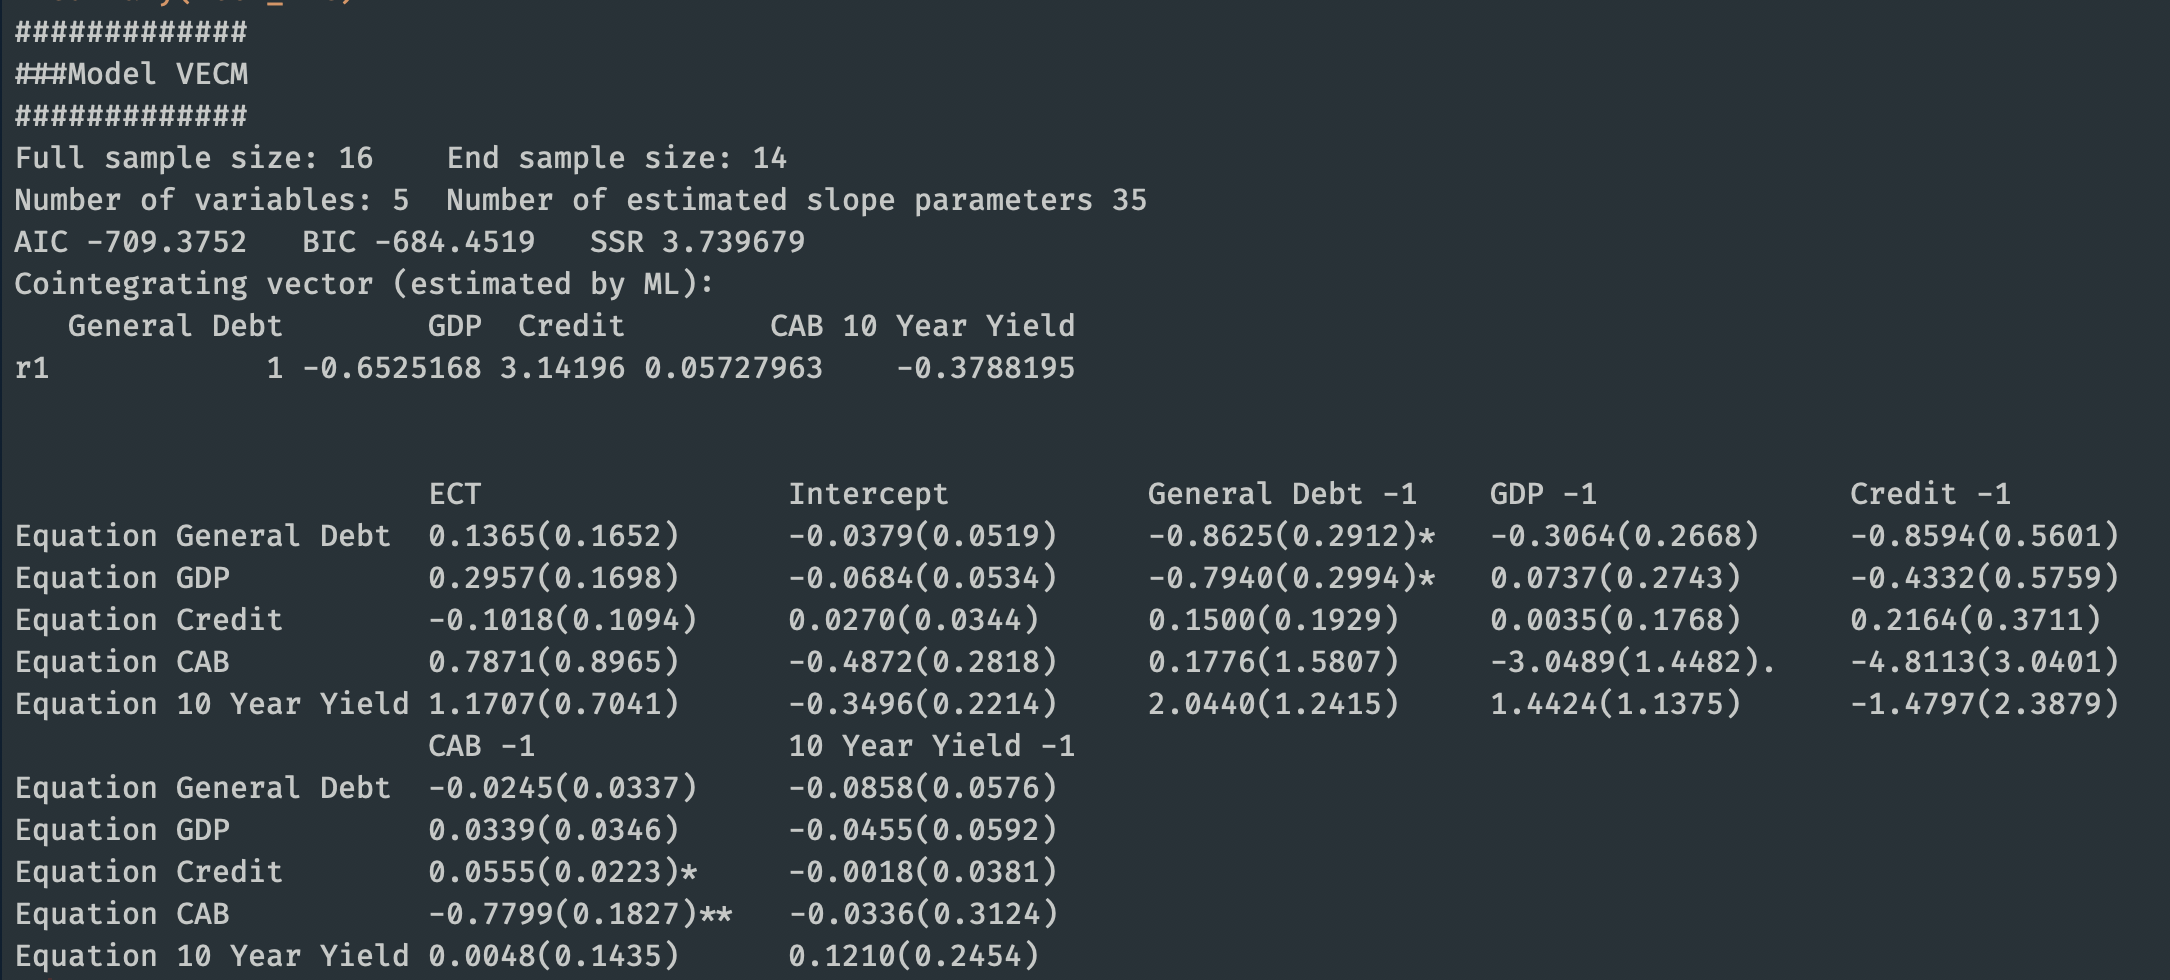 #############
###Model VECM
#############
Full sample size: 16    End sample size: 14
Number of variables: 5  Number of estimated slope parameters 35
AIC -709.3752   BIC -684.4519   SSR 3.739679
Cointegrating vector (estimated by ML):
   General Debt        GDP  Credit        CAB 10 Year Yield
r1            1 -0.6525168 3.14196 0.05727963    -0.3788195
                       ECT                 Intercept           General Debt -1    GDP -1              Credit -1
Equation General Debt  0.1365(0.1652)      -0.0379(0.0519)     -0.8625(0.2912)*   -0.3064(0.2668)     -0.8594(0.5601)
Equation GDP           0.2957(0.1698)      -0.0684(0.0534)     -0.7940(0.2994)*   0.0737(0.2743)      -0.4332(0.5759)
Equation Credit        -0.1018(0.1094)     0.0270(0.0344)      0.1500(0.1929)     0.0035(0.1768)      0.2164(0.3711)
Equation CAB           0.7871(0.8965)      -0.4872(0.2818)     0.1776(1.5807)     -3.0489(1.4482).    -4.8113(3.0401)
Equation 10 Year Yield 1.1707(0.7041)      -0.3496(0.2214)     2.0440(1.2415)     1.4424(1.1375)      -1.4797(2.3879)
                       CAB -1              10 Year Yield -1
Equation General Debt  -0.0245(0.0337)     -0.0858(0.0576)
Equation GDP           0.0339(0.0346)      -0.0455(0.0592)
Equation Credit        0.0555(0.0223)*     -0.0018(0.0381)
Equation CAB           -0.7799(0.1827)**   -0.0336(0.3124)
Equation 10 Year Yield 0.0048(0.1435)      0.1210(0.2454)